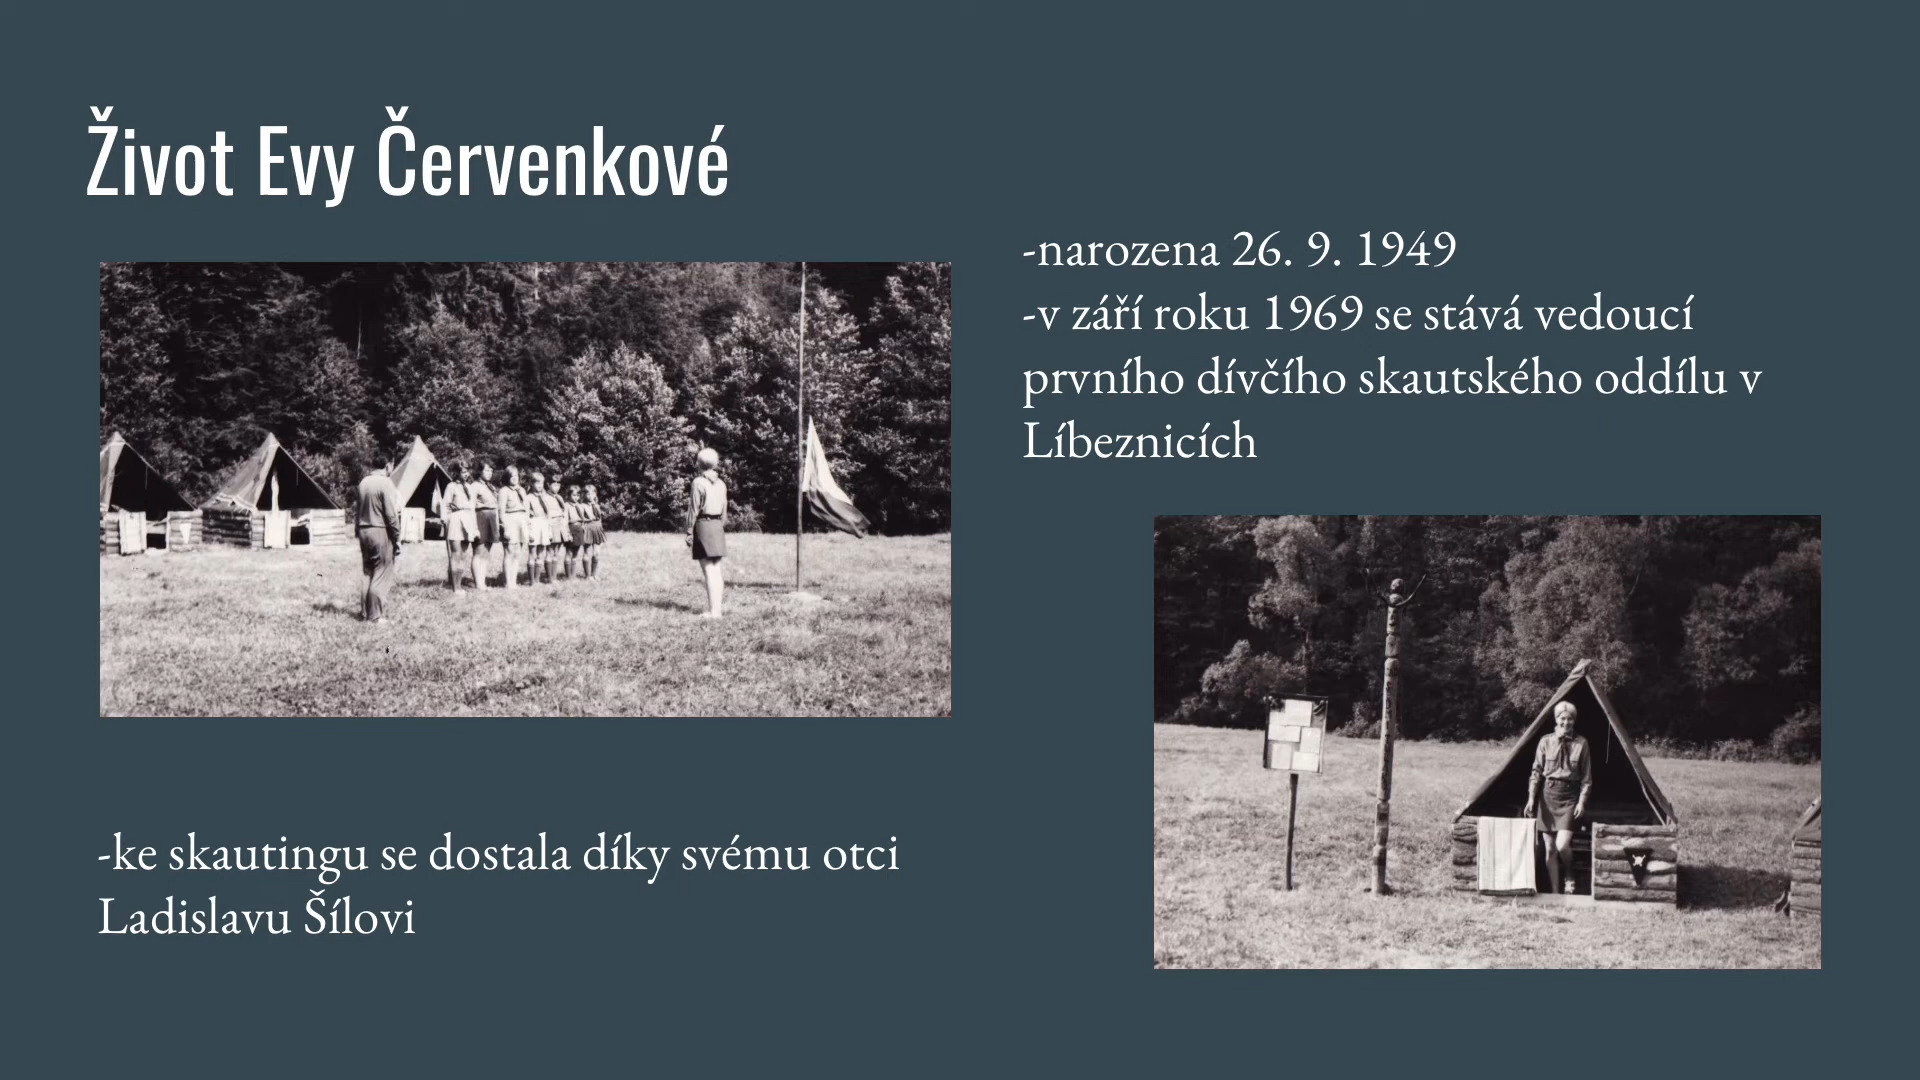 Život Evy Červenkové
-narozena 26. 9. 1949
-v září roku 1969 se stává vedoucí
prvního dívčího skautského oddílu v
Líbeznicích
-ke skautingu se dostala díky svému otci
Ladislavu Šílovi